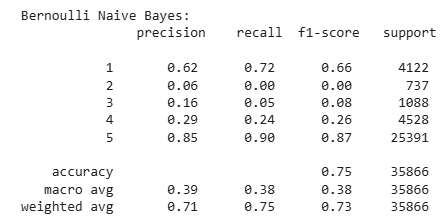 Bernoulli Naive Bayes:
precision recall f1-score support
1 0.62 0.72 0.66 4122
2 0.06 0.00 0.00 737
3 0.16 0.05 0.08 1088
4 0.29 0.24 0.26 4528
5 0.85 0.90 0.87 25391
accuracy 0.75 35866
macro avg 0.39 0.38 0.38 35866
weighted avg 0.71 0.75 0.73 35866